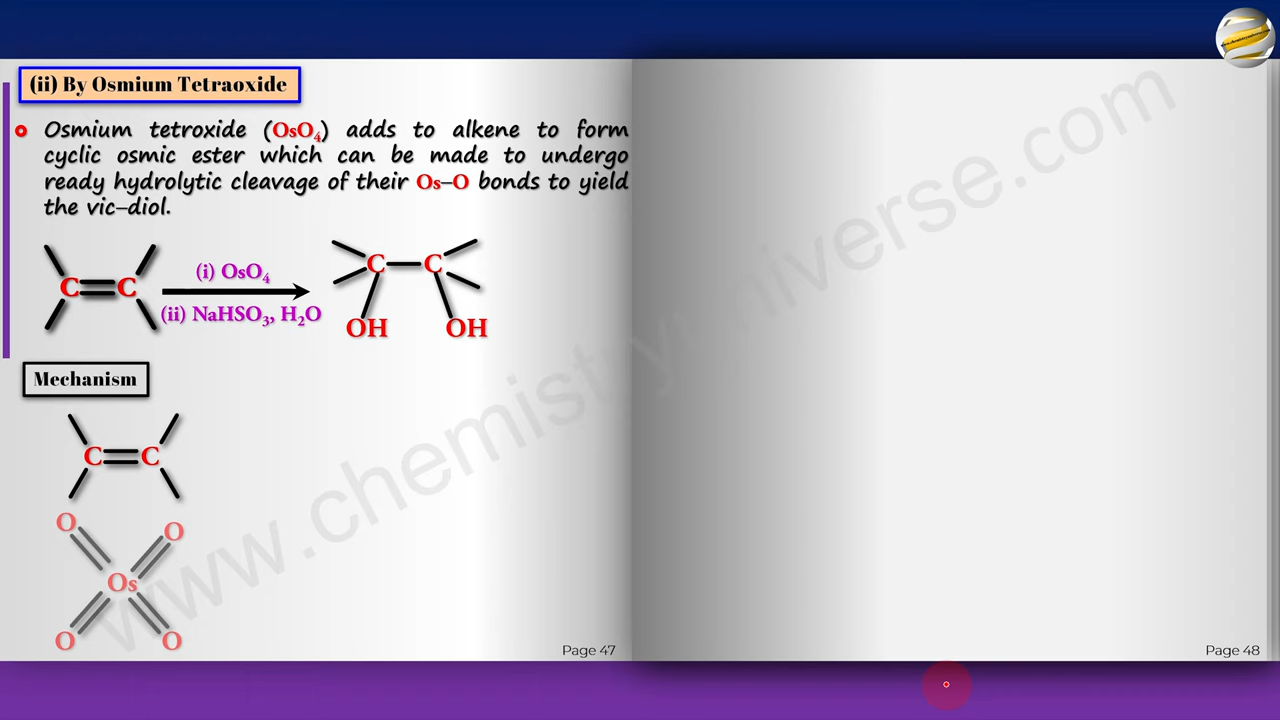 (ii) By Osmium Tetraoxide
Osmium tetroxide (OsO₄) adds to alkene to form
cyclic osmic ester which can be made to undergo
ready hydrolytic cleavage of their Os–O bonds to yield
the vic–diol.
C C
(i) OsO₄
(ii) NaHSO₃, H₂O
C C
OH OH
Mechanism
C C
O O
Os
O O
Page 47
Page 48
www.chemistryuniverse.com